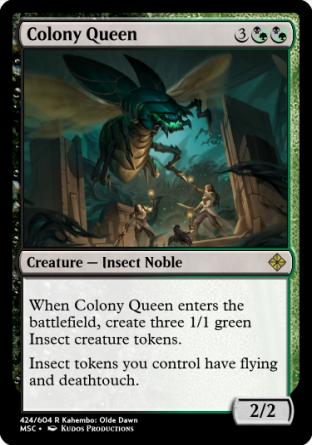 Colony Queen 3
Creature — Insect Noble
When Colony Queen enters the
battlefield, create three 1/1 green
Insect creature tokens.
Insect tokens you control have flying
and deathtouch.
424/604 R Kahembo: Olde Dawn
MSC • Kudos Productions
2/2